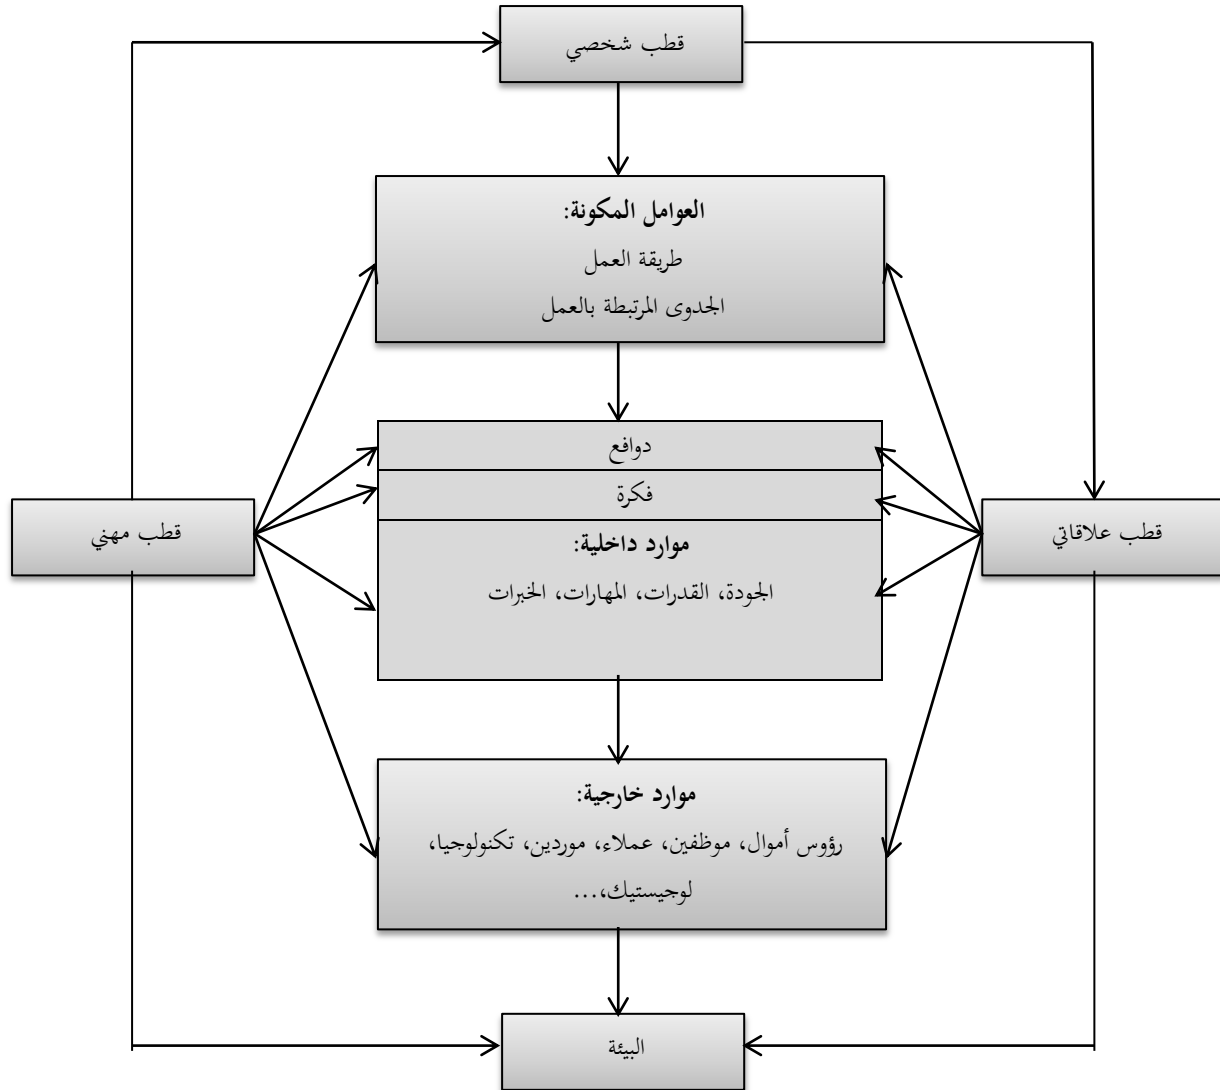 قطب شخصي
العوامل المكونة:
طريقة العمل
الجدوى المرتبطة بالعمل
دوافع
فكرة
قطب علاقاتي
قطب مهني
موارد داخلية:
الجودة، القدرات، المهارات، الخبرات
موارد خارجية:
رؤوس أموال، موظفين، عملاء، موردين، تكنولوجيا،
لوجيستيك،...
البيئة